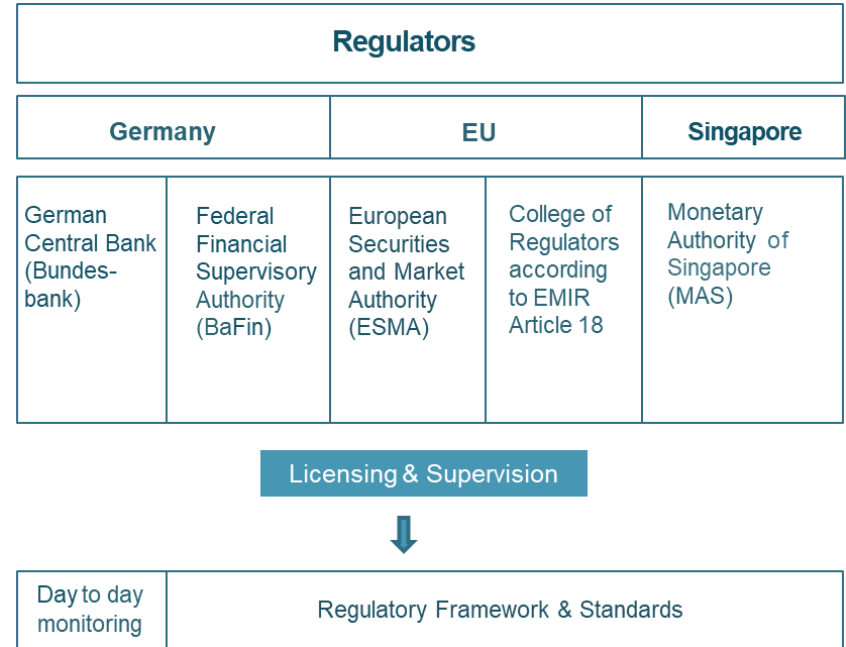 Regulators
Germany
EU
Singapore
German
Central Bank
(Bundes-
bank)
Federal
Financial
Supervisory
Authority
(BaFin)
European
Securities
and Market
Authority
(ESMA)
College of
Regulators
according
to EMIR
Article 18
Monetary
Authority of
Singapore
(MAS)
Licensing & Supervision
Day to day
monitoring
Regulatory Framework & Standards